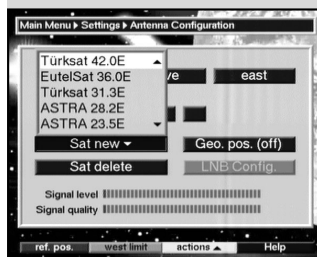 Main Menu ▸ Settings ▸ Antenna Configuration
Türksat 42.0E
EutelSat 36.0E
Türksat 31.3E
ASTRA 28.2E
ASTRA 23.5E
ve
east
Sat new
Geo. pos. (off)
Sat delete
LNB Config.
Signal level
Signal quality
ref. pos.
west limit
actions
Help